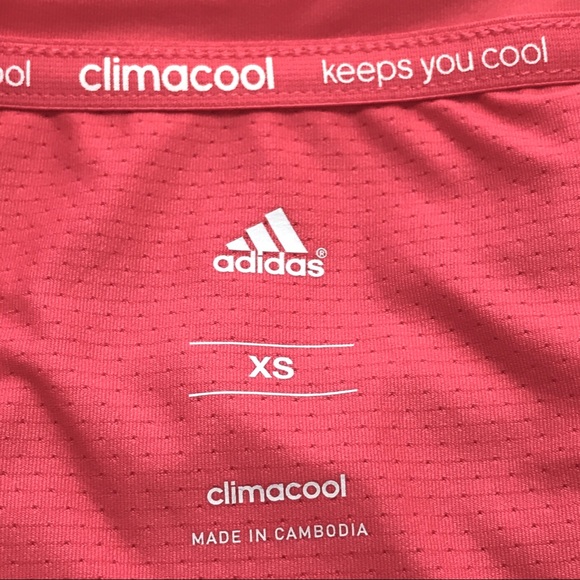 ol climacool keeps you cool
adidas®
XS
climacool
MADE IN CAMBODIA